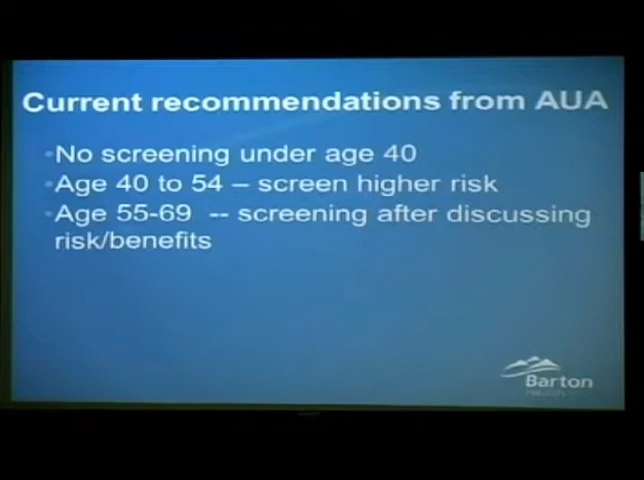 Current recommendations from AUA
•No screening under age 40
•Age 40 to 54 – screen higher risk
•Age 55-69 -- screening after discussing
risk/benefits
Barton